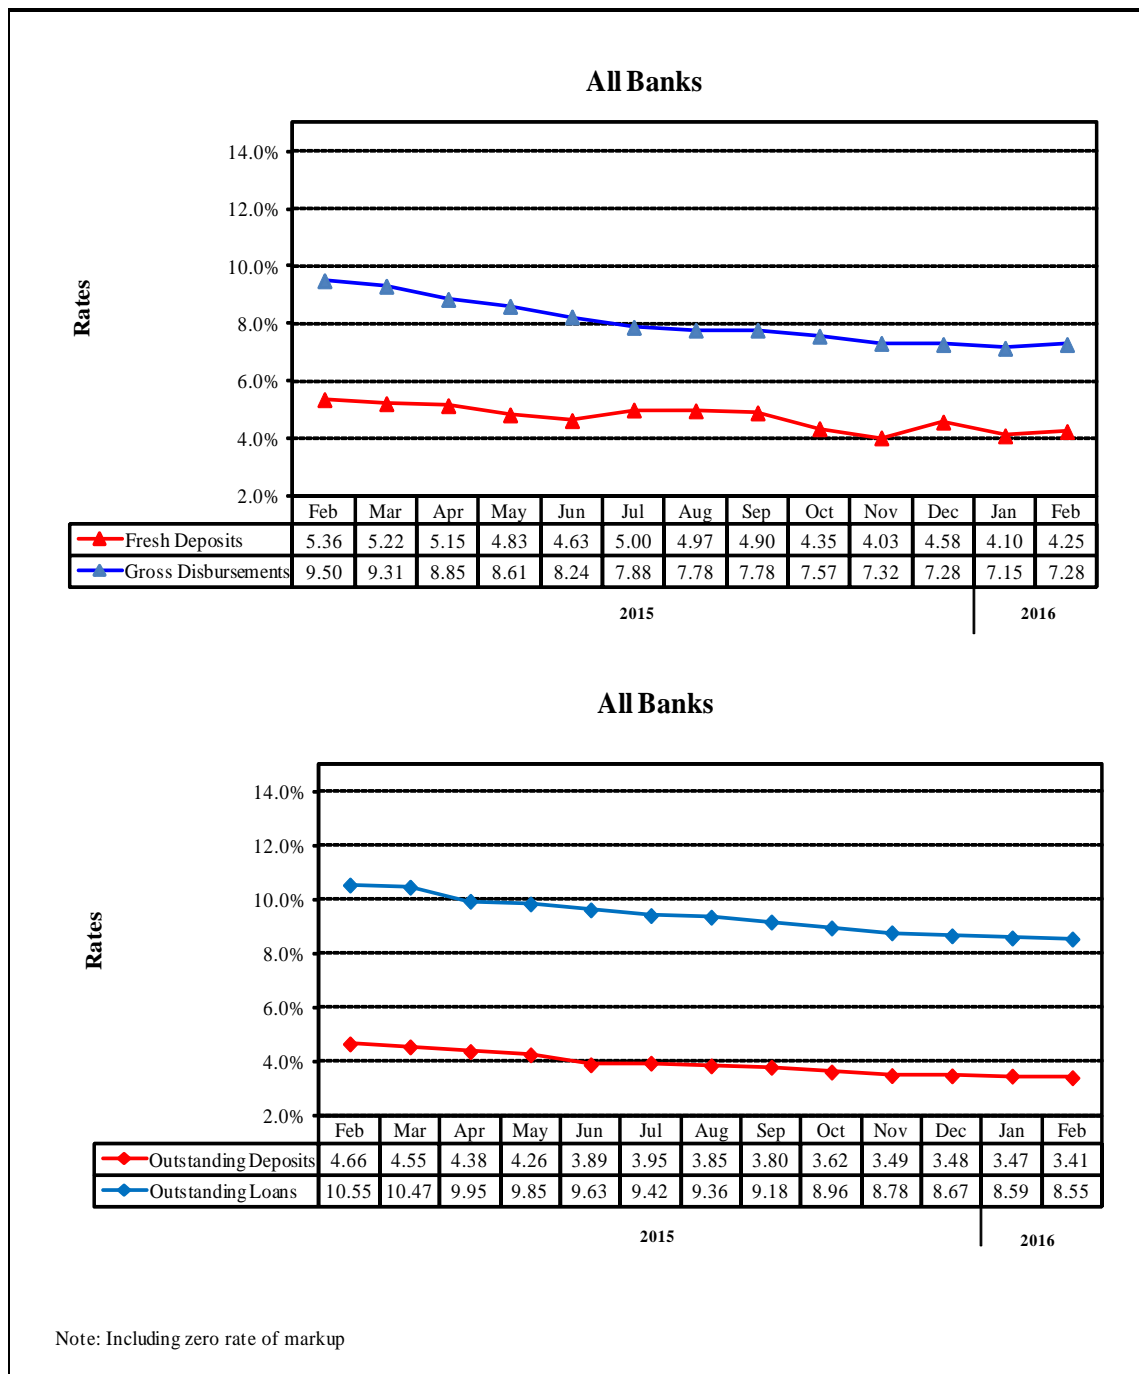 All Banks
14.0%
12.0%
10.0%
8.0%
6.0%
4.0%
2.0%
Rates
Feb Mar Apr May Jun Jul Aug Sep Oct Nov Dec Jan Feb
Fresh Deposits 5.36 5.22 5.15 4.83 4.63 5.00 4.97 4.90 4.35 4.03 4.58 4.10 4.25
Gross Disbursements 9.50 9.31 8.85 8.61 8.24 7.88 7.78 7.78 7.57 7.32 7.28 7.15 7.28
2015 2016
All Banks
14.0%
12.0%
10.0%
8.0%
6.0%
4.0%
2.0%
Rates
Feb Mar Apr May Jun Jul Aug Sep Oct Nov Dec Jan Feb
Outstanding Deposits 4.66 4.55 4.38 4.26 3.89 3.95 3.85 3.80 3.62 3.49 3.48 3.47 3.41
Outstanding Loans 10.55 10.47 9.95 9.85 9.63 9.42 9.36 9.18 8.96 8.78 8.67 8.59 8.55
2015 2016
Note: Including zero rate of markup